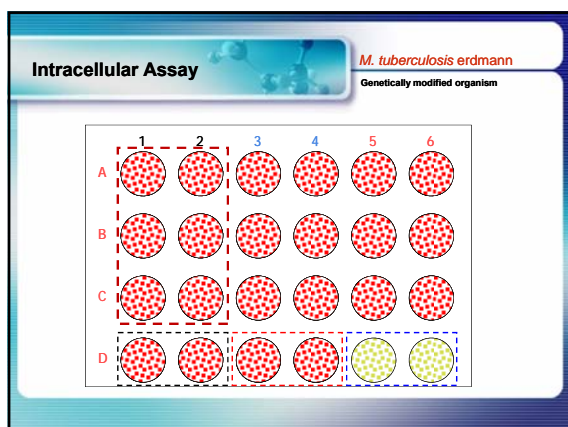 Intracellular Assay
M. tuberculosis erdmann
Genetically modified organism
1 2 3 4 5 6
A
B
C
D